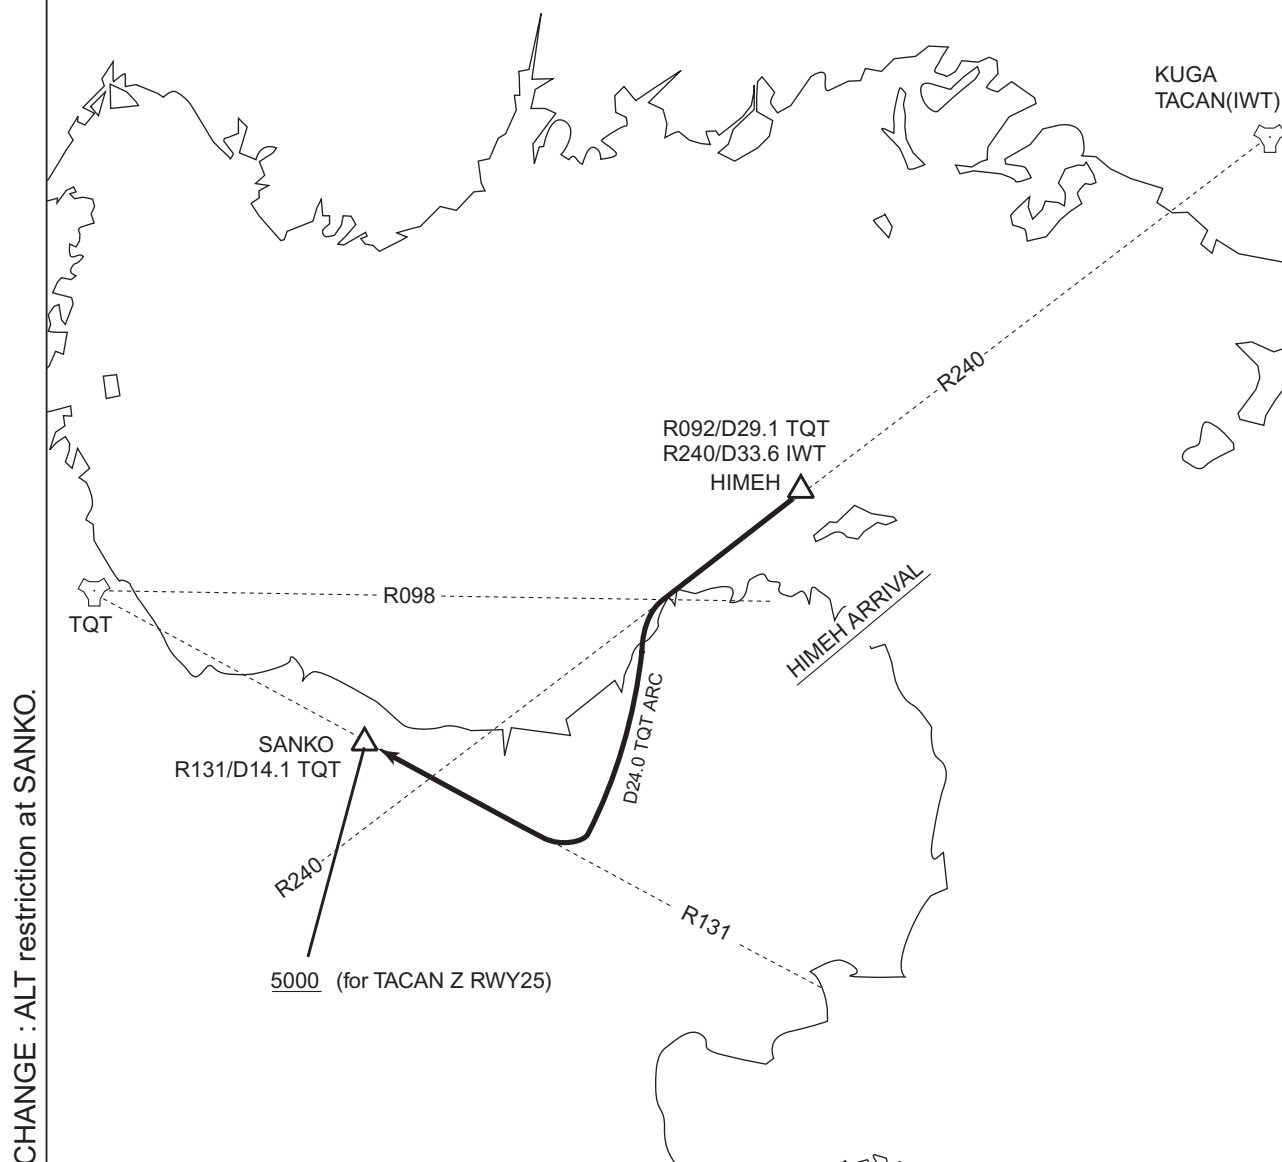 KUGA
TACAN(IWT)
R240
R092/D29.1 TQT
R240/D33.6 IWT
HIMEH
HIMEH ARRIVAL
R098
TQT
D24.0 TQT ARC
SANKO
R131/D14.1 TQT
R240
R131
5000 (for TACAN Z RWY25)
CHANGE : ALT restriction at SANKO.